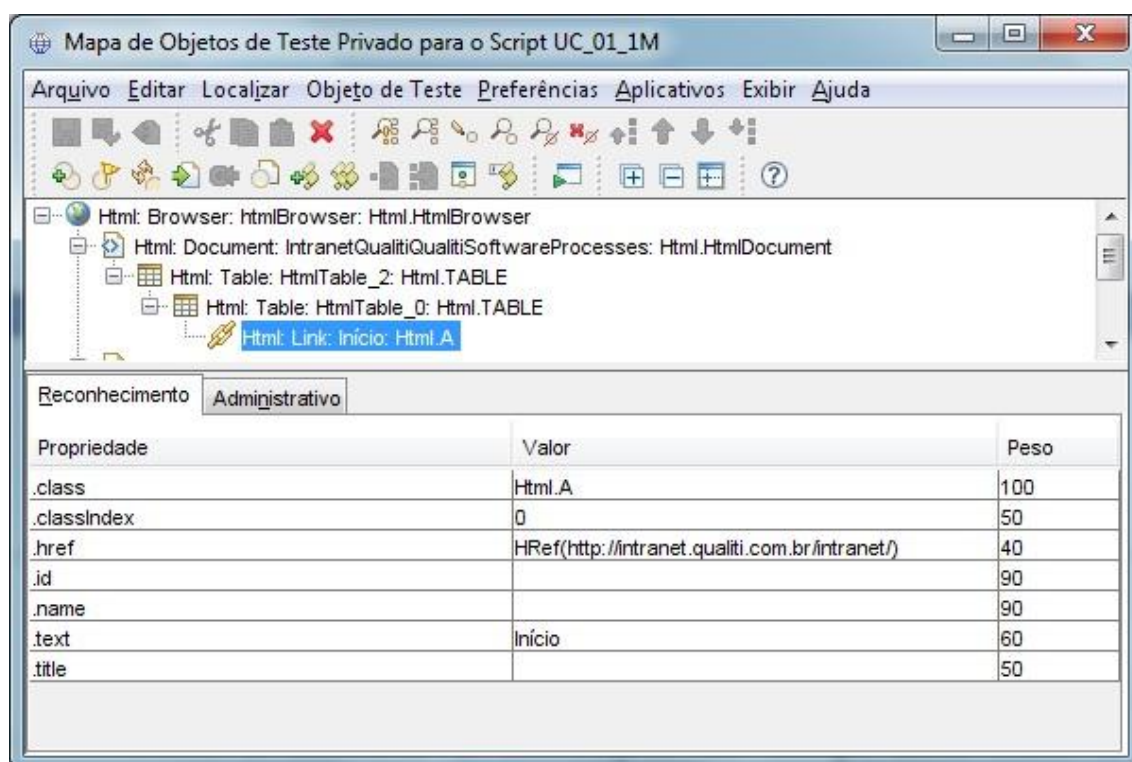 Mapa de Objetos de Teste Privado para o Script UC_01_1M
Arquivo Editar Localizar Objeto de Teste Preferências Aplicativos Exibir Ajuda
Html: Browser: htmlBrowser: Html.HtmlBrowser
Html: Document: IntranetQualitiQualitiSoftwareProcesses: Html.HtmlDocument
Html: Table: HtmlTable_2: Html.TABLE
Html: Table: HtmlTable_0: Html.TABLE
Html: Link: Início: Html.A
Reconhecimento Administrativo
Propriedade Valor Peso
.class Html.A 100
.classIndex 0 50
.href HRef(http://intranet.qualiti.com.br/intranet/) 40
.id 90
.name 90
.text Início 60
.title 50